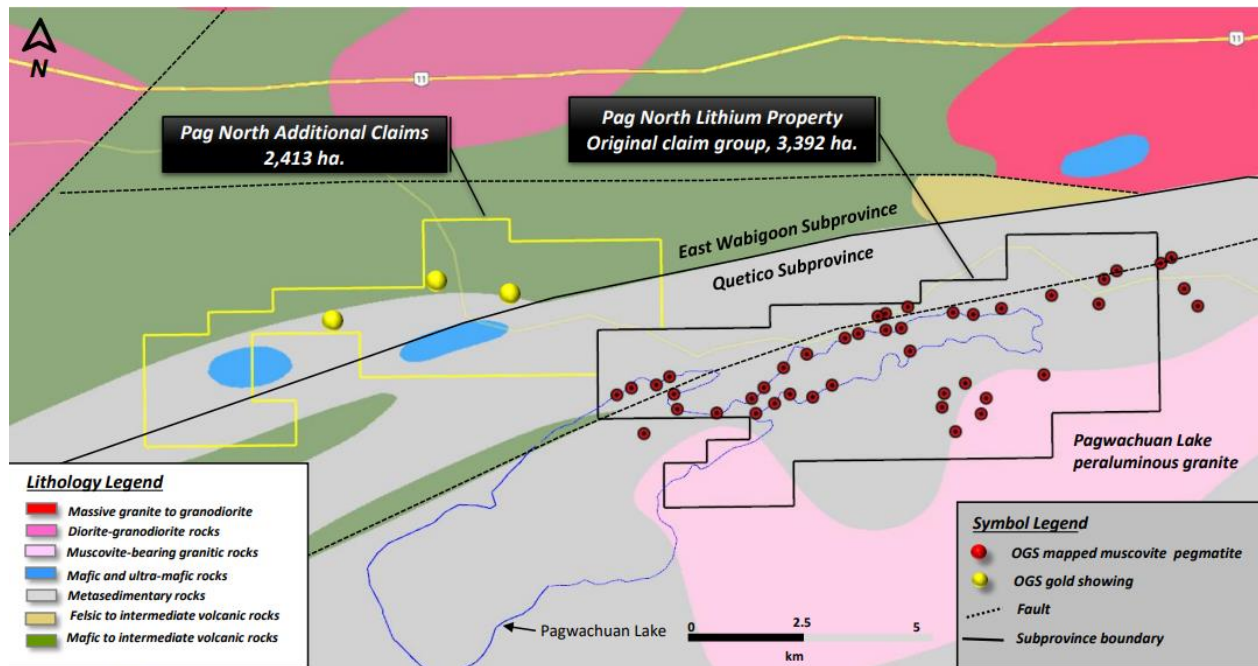 N
11
11
Pag North Additional Claims
2,413 ha.
Pag North Lithium Property
Original claim group, 3,392 ha.
East Wabigoon Subprovince
Quetico Subprovince
Pagwachuan Lake
peraluminous granite
Lithology Legend
Massive granite to granodiorite
Diorite-granodiorite rocks
Muscovite-bearing granitic rocks
Mafic and ultra-mafic rocks
Metasedimentary rocks
Felsic to intermediate volcanic rocks
Mafic to intermediate volcanic rocks
Pagwachuan Lake
0 2.5 5
km
Symbol Legend
OGS mapped muscovite pegmatite
OGS gold showing
Fault
Subprovince boundary